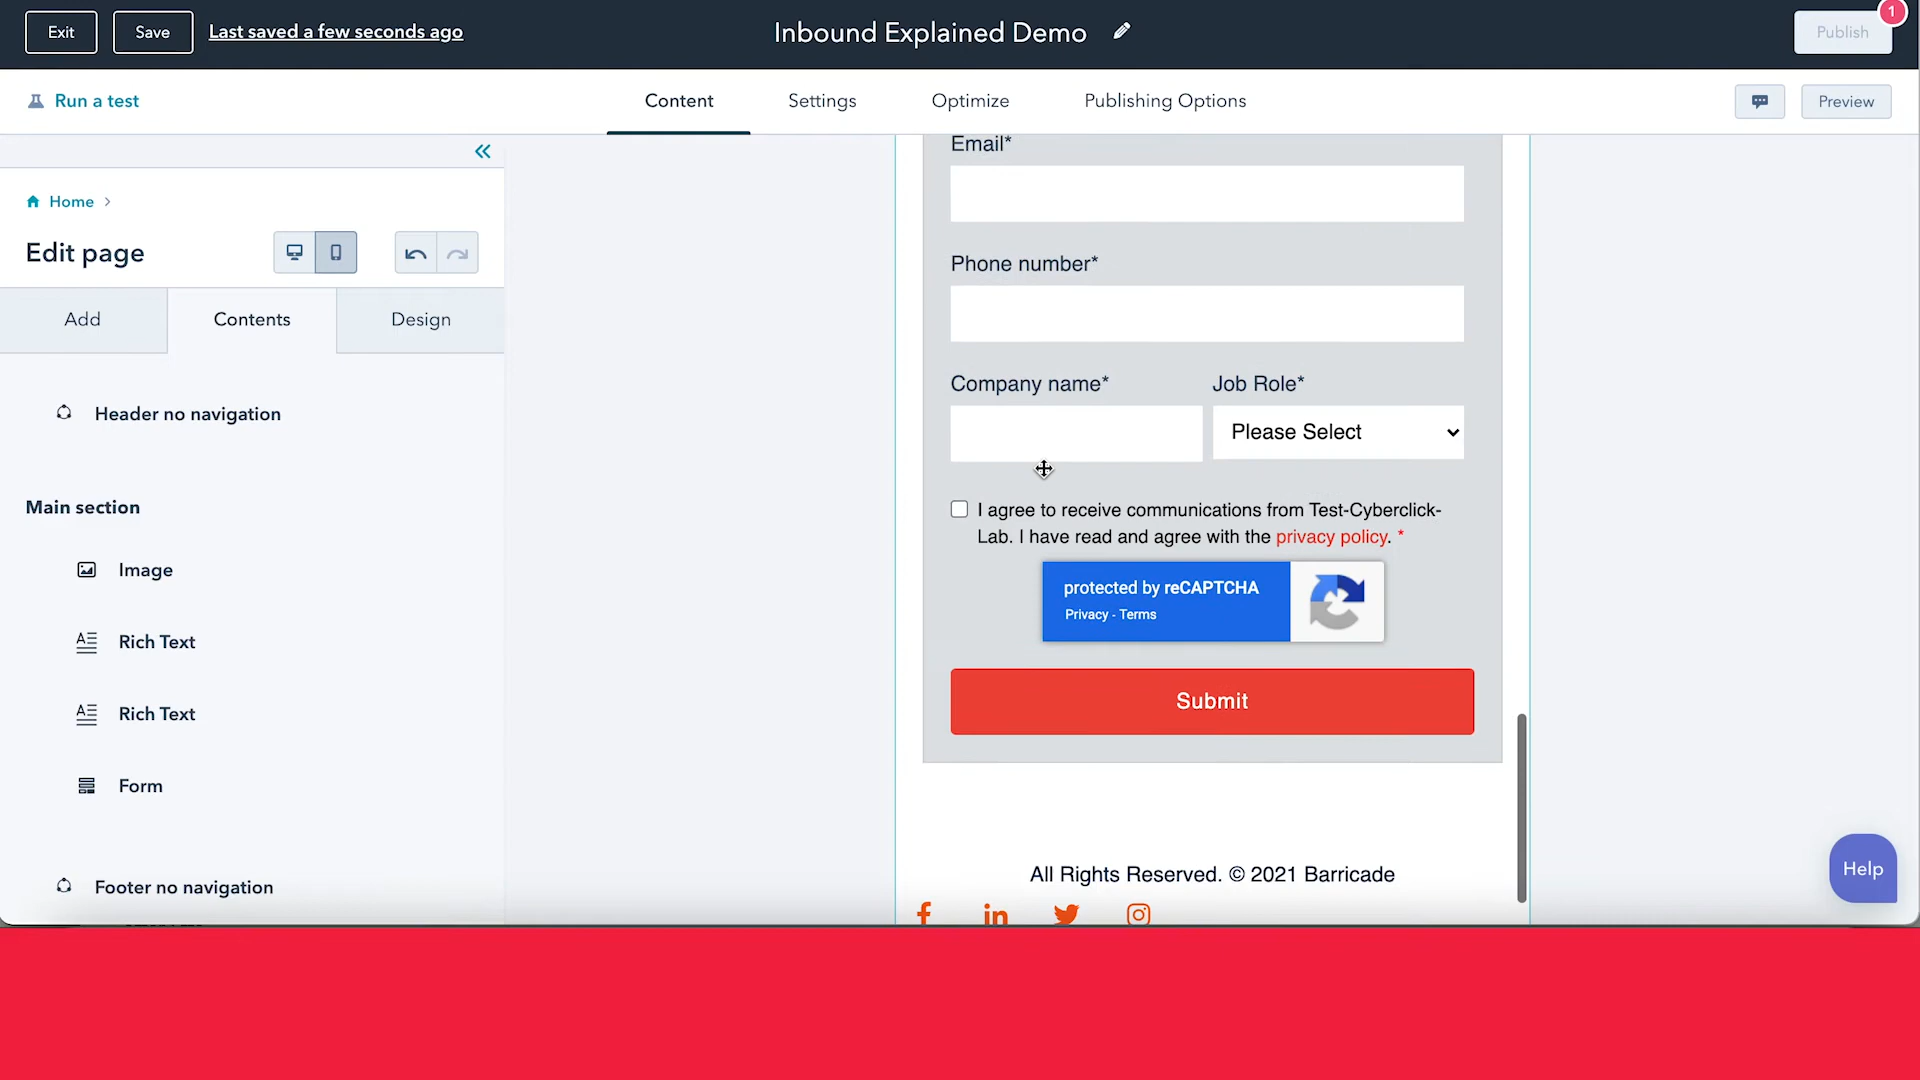 Exit
Save
Last saved a few seconds ago
Inbound Explained Demo
Publish
1
Run a test
Content
Settings
Optimize
Publishing Options
Preview
Home
Edit page
Add
Contents
Design
Header no navigation
Main section
Image
Rich Text
Rich Text
Form
Footer no navigation
Email*
Phone number*
Company name*
Job Role*
Please Select
I agree to receive communications from Test-Cyberclick-
Lab. I have read and agree with the privacy policy. *
protected by reCAPTCHA
Privacy - Terms
Submit
All Rights Reserved. © 2021 Barricade
Help